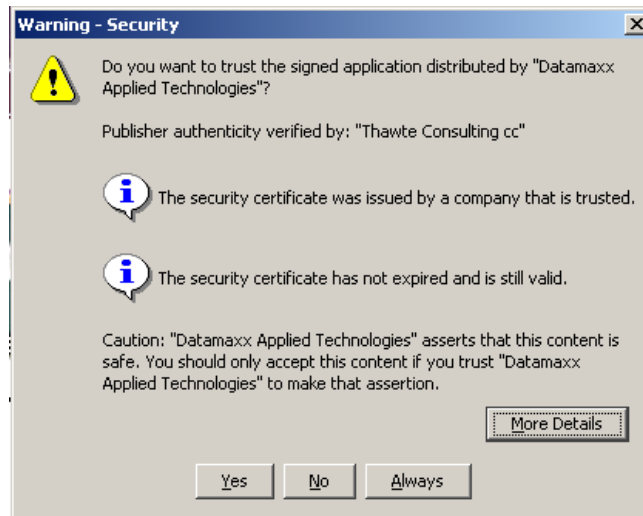 Warning - Security
Do you want to trust the signed application distributed by "Datamaxx
Applied Technologies"?
Publisher authenticity verified by: "Thawte Consulting cc"
The security certificate was issued by a company that is trusted.
The security certificate has not expired and is still valid.
Caution: "Datamaxx Applied Technologies" asserts that this content is
safe. You should only accept this content if you trust "Datamaxx
Applied Technologies" to make that assertion.
More Details
Yes No Always